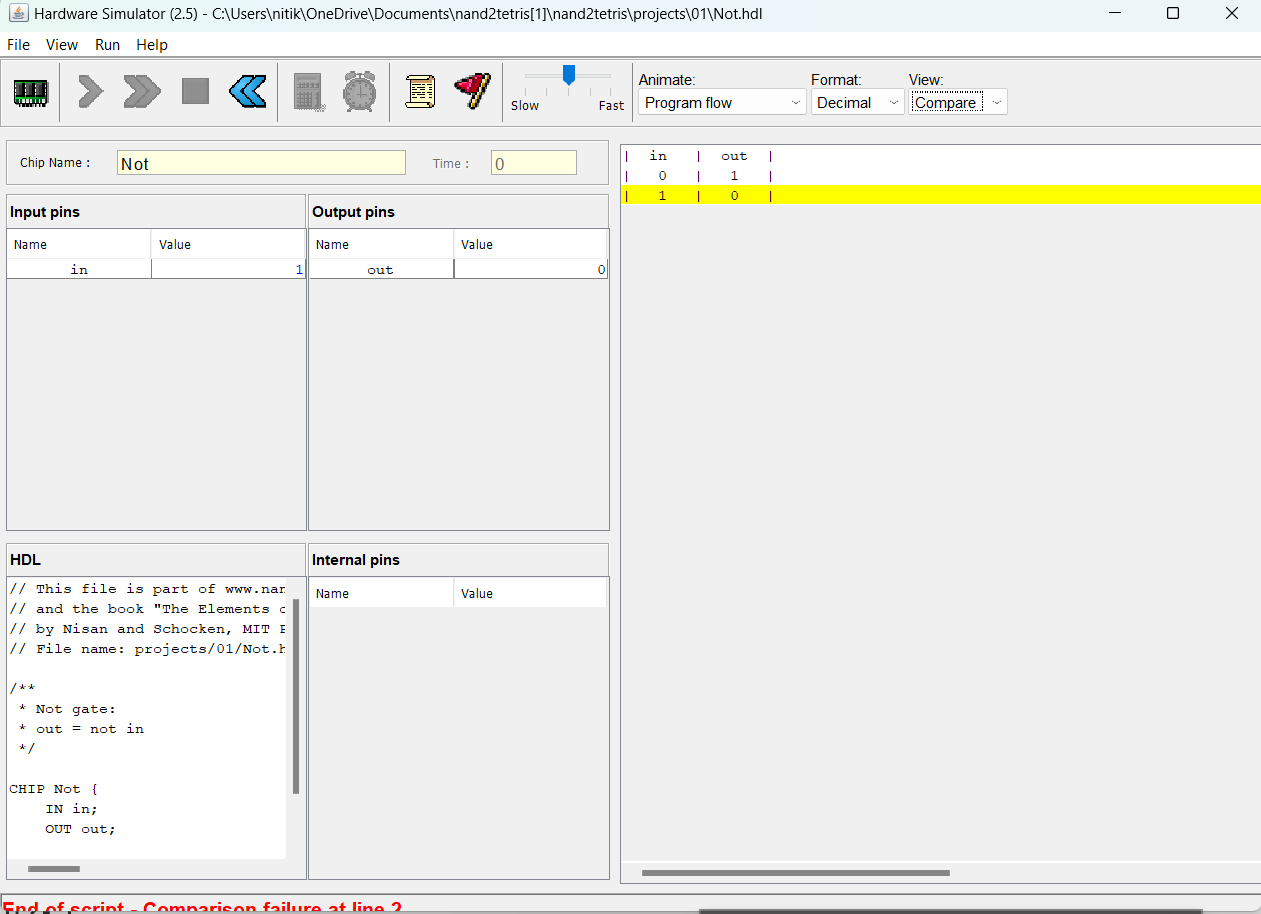 Hardware Simulator (2.5) - C:\Users\nitik\OneDrive\Documents\nand2tetris[1]\nand2tetris\projects\01\Not.hdl
File View Run Help
Slow Fast
Animate: Format: View:
Program flow Decimal Compare
Chip Name : Not Time : 0
Input pins
Name Value
in 1
Output pins
Name Value
out 0
HDL
// This file is part of www.nan
// and the book "The Elements o
// by Nisan and Schocken, MIT P
// File name: projects/01/Not.h
/**
* Not gate:
* out = not in
*/
CHIP Not {
IN in;
OUT out;
Internal pins
Name Value
| in | out |
| 0 | 1 |
| 1 | 0 |
End of script - Comparison failure at line 2